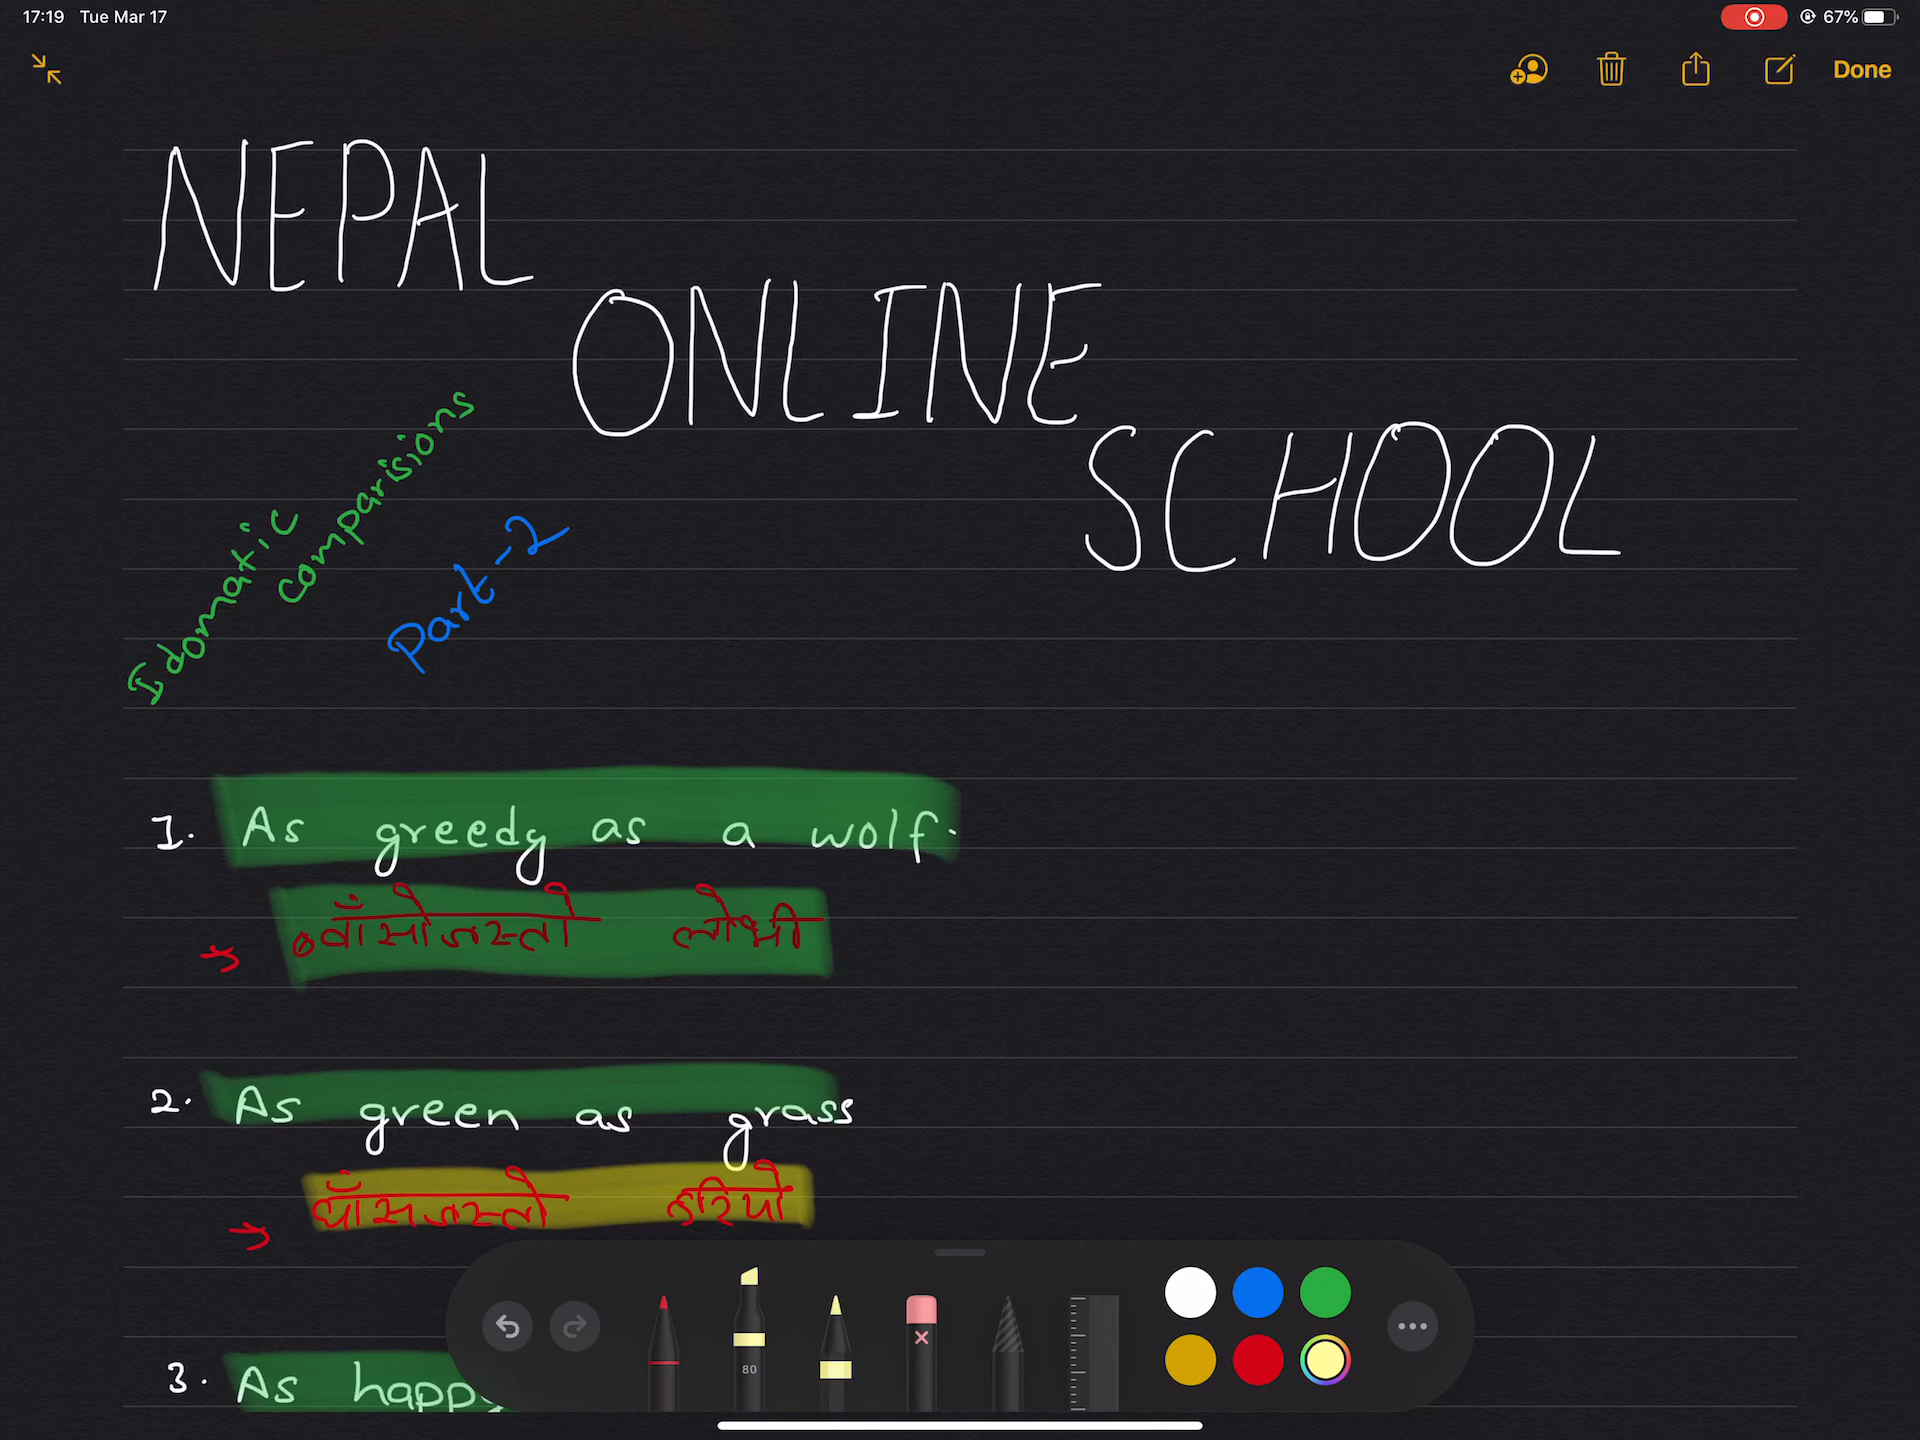 17:19 Tue Mar 17
67%
Done
NEPAL
ONLINE
SCHOOL
Idomatic
comparisions
Part-2
1. As greedy as a wolf.
→ ब्वाँसोजस्तो लोभी
2. As green as grass
→ घाँसजस्तो हरियो
80
3. As happy